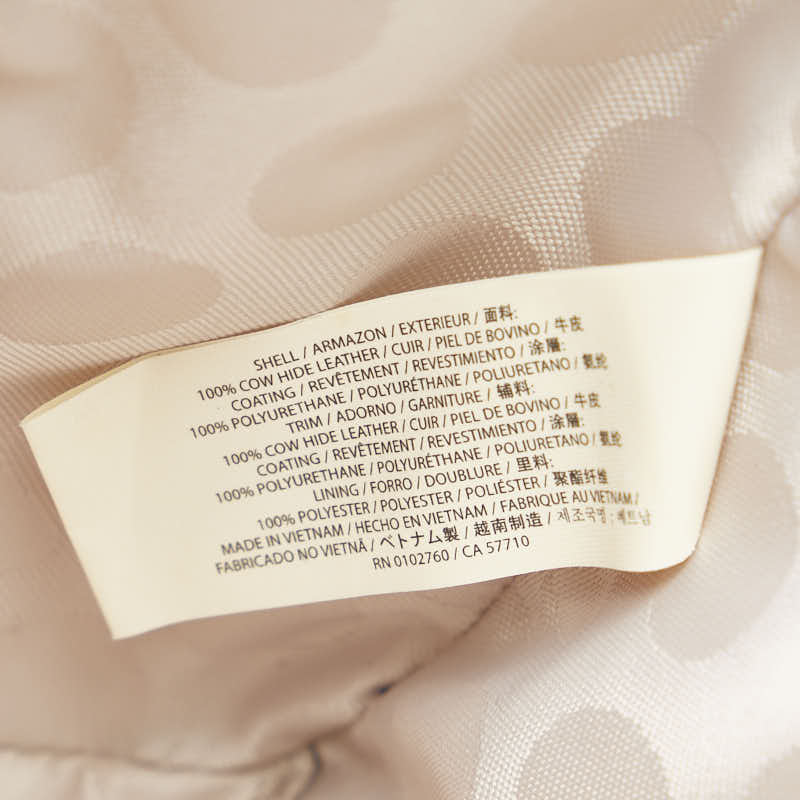 SHELL / ARMAZON / EXTERIEUR / 面料:
100% COW HIDE LEATHER / CUIR / PIEL DE BOVINO / 牛皮
COATING / REVÊTEMENT / REVESTIMIENTO / 涂層:
100% POLYURETHANE / POLYURÉTHANE / POLIURETANO / 氨纶
TRIM / ADORNO / GARNITURE / 辅料:
100% COW HIDE LEATHER / CUIR / PIEL DE BOVINO / 牛皮
COATING / REVÊTEMENT / REVESTIMIENTO / 涂層:
100% POLYURETHANE / POLYURÉTHANE / POLIURETANO / 氨纶
LINING / FORRO / DOUBLURE / 里料:
100% POLYESTER / POLYESTER / POLIÉSTER / 聚酯纤维
MADE IN VIETNAM / HECHO EN VIETNAM / FABRIQUE AU VIETNAM /
FABRICADO NO VIETNÃ / ベトナム製 / 越南制造 / 제조국명 : 베트남
RN 0102760 / CA 57710